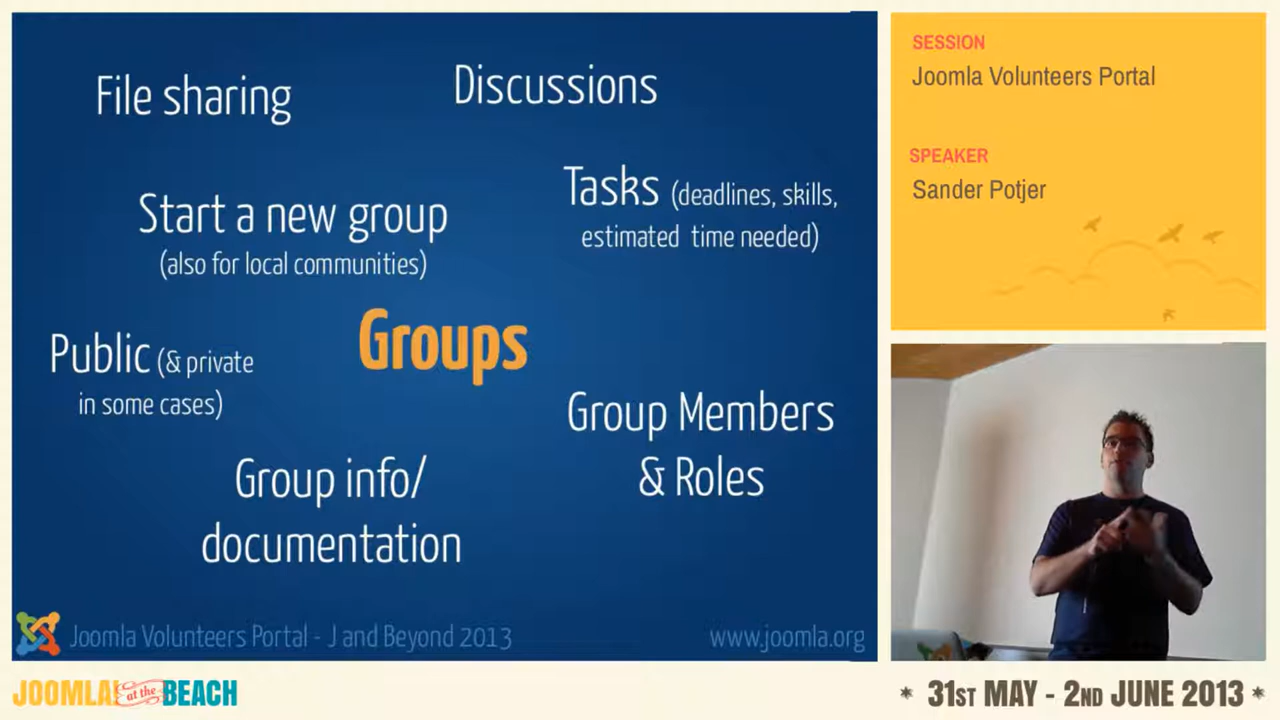 File sharing
Discussions
Tasks (deadlines, skills,
estimated time needed)
Start a new group
(also for local communities)
Groups
Public (& private
in some cases)
Group Members
& Roles
Group info/
documentation
Joomla Volunteers Portal - J and Beyond 2013
www.joomla.org
SESSION
Joomla Volunteers Portal
SPEAKER
Sander Potjer
JOOMLA! at the BEACH
* 31ST MAY - 2ND JUNE 2013 *